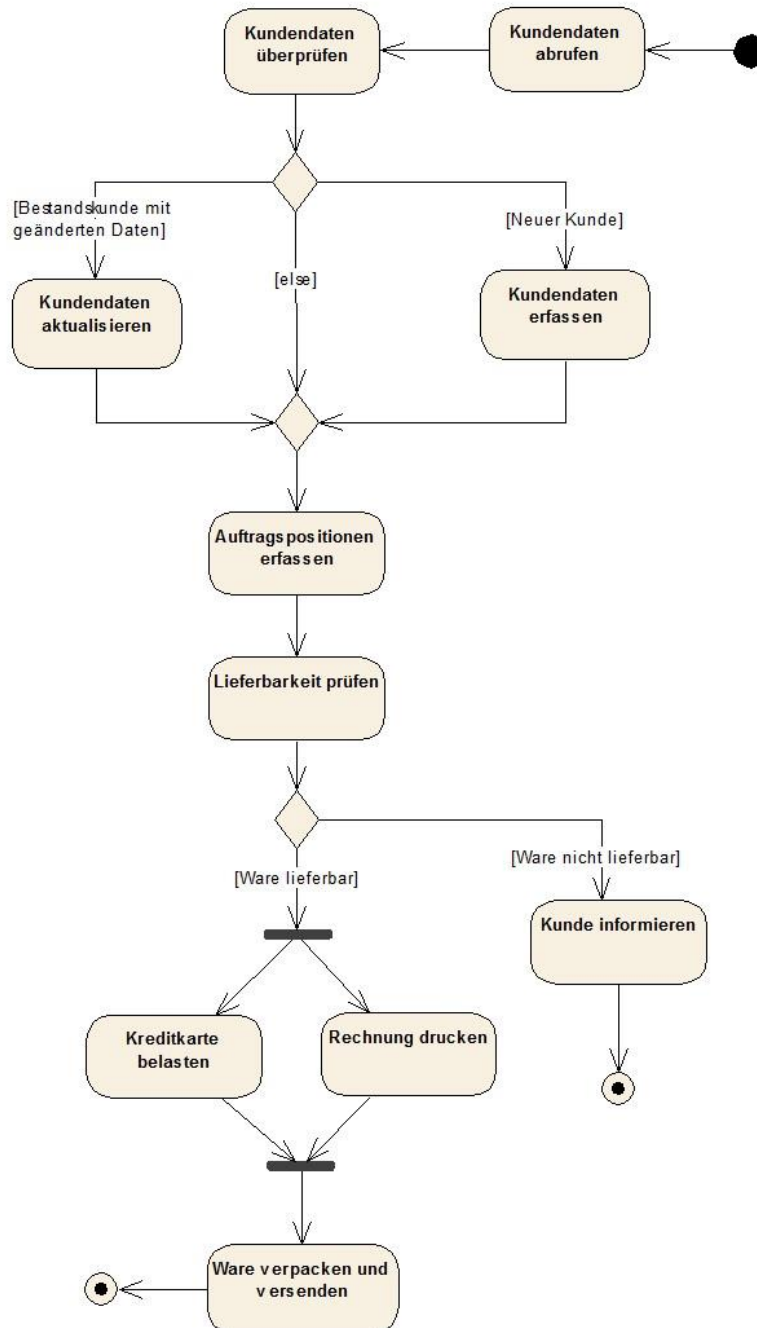 Kundendaten
überprüfen
Kundendaten
abrufen
[Bestandskunde mit
geänderten Daten]
[Neuer Kunde]
[else]
Kundendaten
aktualisieren
Kundendaten
erfassen
Auftragspositionen
erfassen
Lieferbarkeit prüfen
[Ware lieferbar]
[Ware nicht lieferbar]
Kunde informieren
Kreditkarte
belasten
Rechnung drucken
Ware verpacken und
versenden